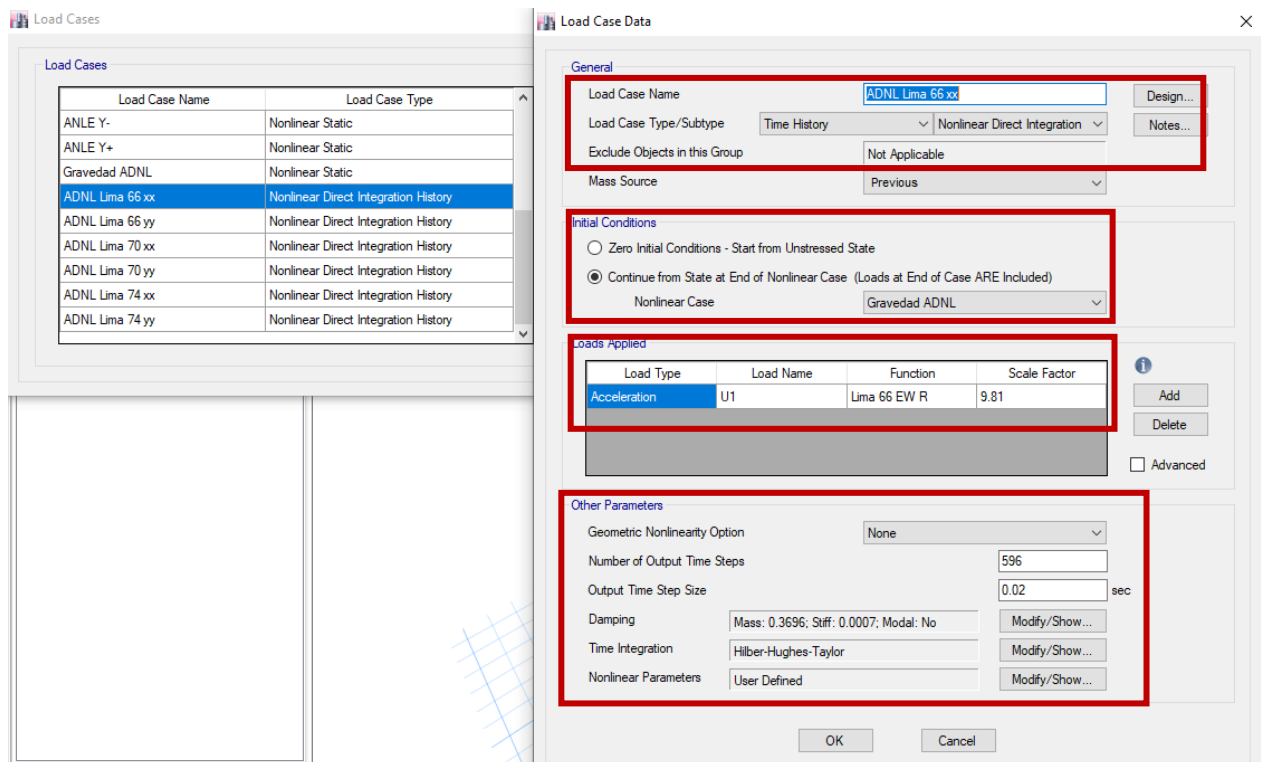 Load Cases
Load Cases
Load Case Name Load Case Type
ANLE Y- Nonlinear Static
ANLE Y+ Nonlinear Static
Gravedad ADNL Nonlinear Static
ADNL Lima 66 xx Nonlinear Direct Integration History
ADNL Lima 66 yy Nonlinear Direct Integration History
ADNL Lima 70 xx Nonlinear Direct Integration History
ADNL Lima 70 yy Nonlinear Direct Integration History
ADNL Lima 74 xx Nonlinear Direct Integration History
ADNL Lima 74 yy Nonlinear Direct Integration History
Load Case Data
General
Load Case Name ADNL Lima 66 xx Design...
Load Case Type/Subtype Time History Nonlinear Direct Integration Notes...
Exclude Objects in this Group Not Applicable
Mass Source Previous
Initial Conditions
Zero Initial Conditions - Start from Unstressed State
Continue from State at End of Nonlinear Case (Loads at End of Case ARE Included)
Nonlinear Case Gravedad ADNL
Loads Applied
Load Type Load Name Function Scale Factor
Acceleration U1 Lima 66 EW R 9.81
Add
Delete
Advanced
Other Parameters
Geometric Nonlinearity Option None
Number of Output Time Steps 596
Output Time Step Size 0.02 sec
Damping Mass: 0.3696; Stiff: 0.0007; Modal: No Modify/Show...
Time Integration Hilber-Hughes-Taylor Modify/Show...
Nonlinear Parameters User Defined Modify/Show...
OK Cancel